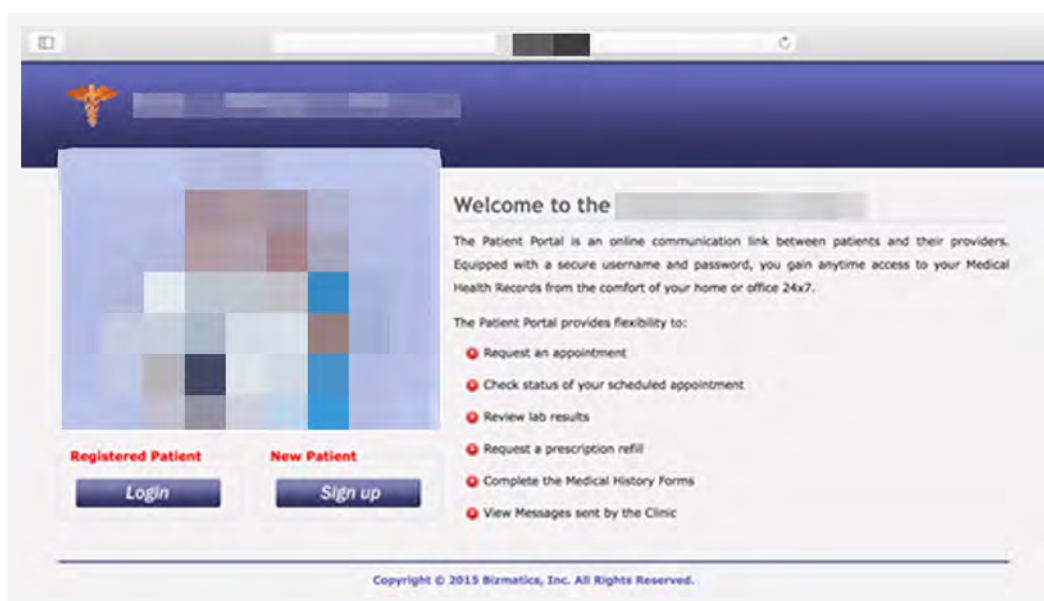 Welcome to the
The Patient Portal is an online communication link between patients and their providers.
Equipped with a secure username and password, you gain anytime access to your Medical
Health Records from the comfort of your home or office 24x7.
The Patient Portal provides flexibility to:
Request an appointment
Check status of your scheduled appointment
Review lab results
Request a prescription refill
Complete the Medical History Forms
View Messages sent by the Clinic
Registered Patient
New Patient
Login
Sign up
Copyright © 2015 Bizmatics, Inc. All Rights Reserved.